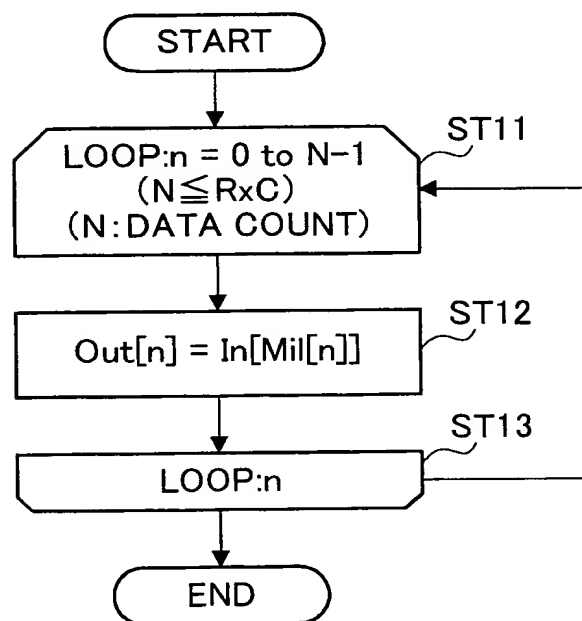 START
ST11
LOOP:n = 0 to N-1
(N≦RxC)
(N:DATA COUNT)
ST12
Out[n] = In[Mil[n]]
ST13
LOOP:n
END